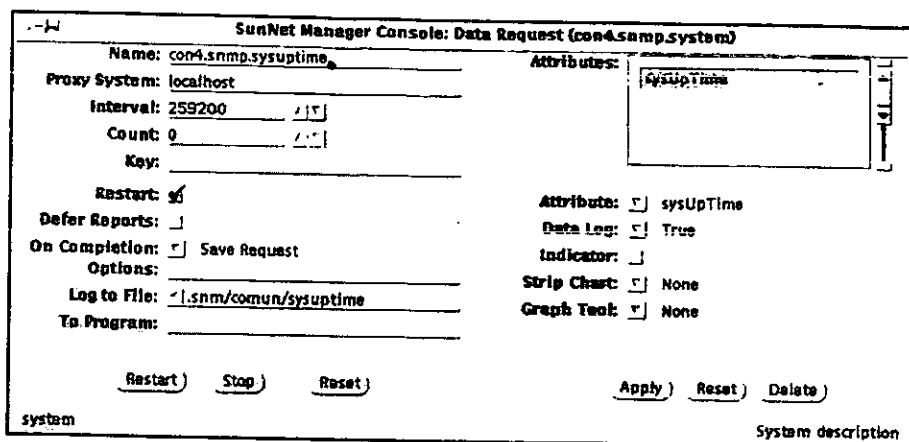 SunNet Manager Console: Data Request (con4.snmp.system)
Name: con4.snmp.sysuptime
Proxy System: localhost
Interval: 259200
Count: 0
Key:
Restart:
Defer Reports:
On Completion: Save Request
Options:
Log to File: .snm/comun/sysuptime
To Program:
Restart Stop Reset
system
Attributes:
sysUpTime
Attribute: sysUpTime
Data Log: True
Indicator:
Strip Chart: None
Graph Tool: None
Apply Reset Delete
System description